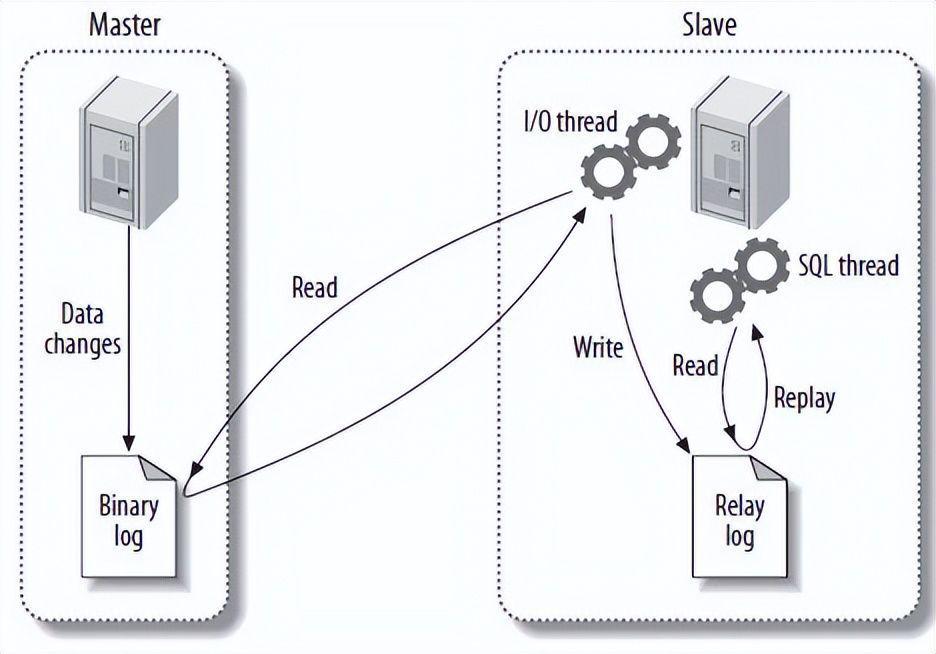 Master
Slave
I/O thread
SQL thread
Read
Data
changes
Write
Read
Replay
Binary
log
Relay
log